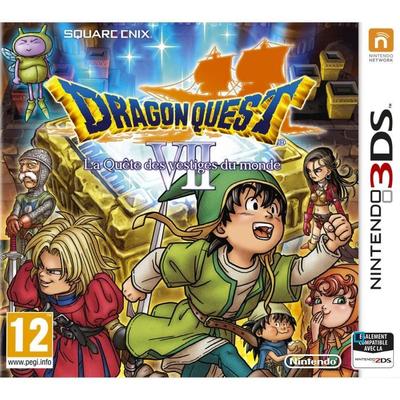 SQUARE ENIX
NINTENDO
NETWORK
DRAGON QUEST
VII
La Quête des vestiges du monde
NINTENDO 3DS
12
www.pegi.info
Nintendo
ÉGALEMENT
COMPATIBLE
AVEC LA
NINTENDO 2DS